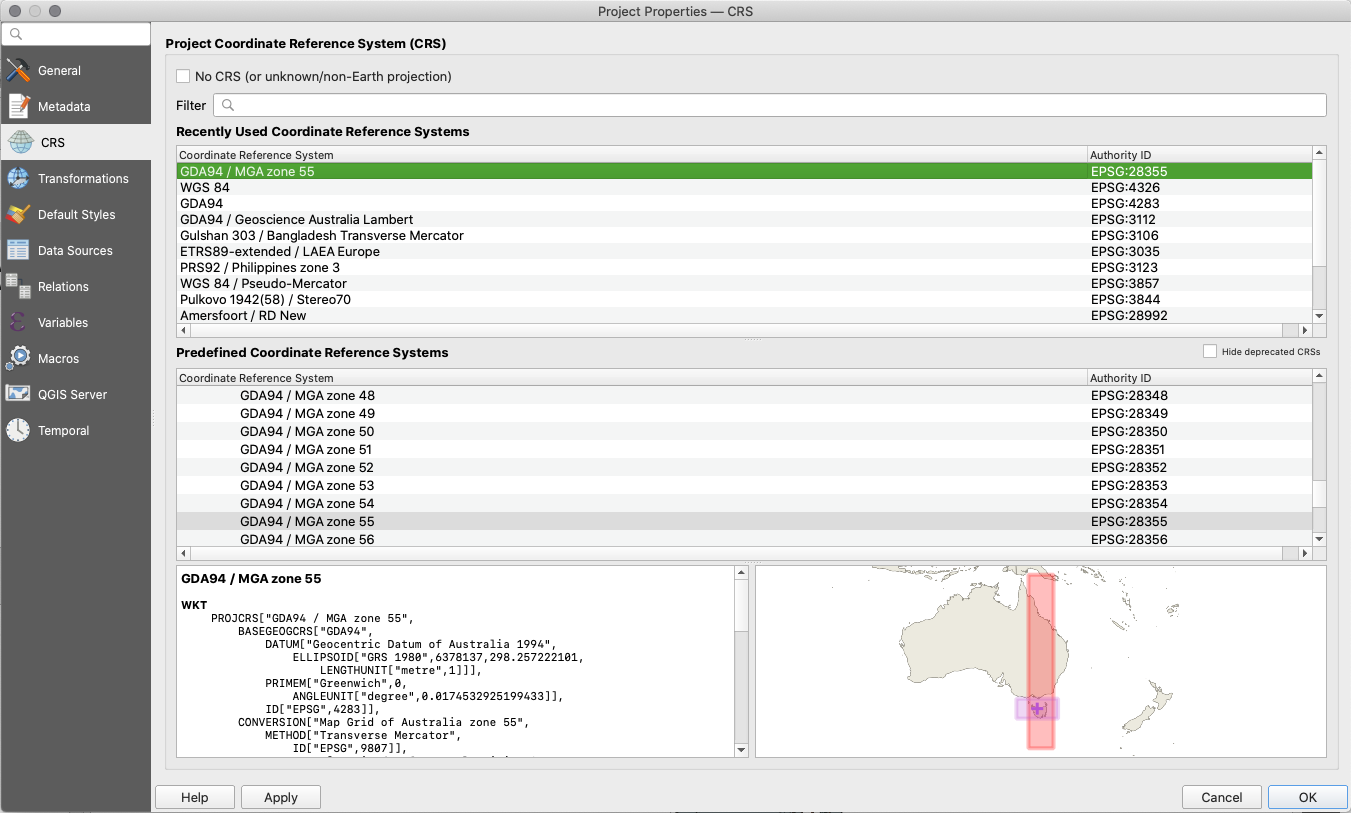 Project Properties — CRS
General
Metadata
CRS
Transformations
Default Styles
Data Sources
Relations
Variables
Macros
QGIS Server
Temporal
Project Coordinate Reference System (CRS)
No CRS (or unknown/non-Earth projection)
Filter
Recently Used Coordinate Reference Systems
Coordinate Reference System Authority ID
GDA94 / MGA zone 55 EPSG:28355
WGS 84 EPSG:4326
GDA94 EPSG:4283
GDA94 / Geoscience Australia Lambert EPSG:3112
Gulshan 303 / Bangladesh Transverse Mercator EPSG:3106
ETRS89-extended / LAEA Europe EPSG:3035
PRS92 / Philippines zone 3 EPSG:3123
WGS 84 / Pseudo-Mercator EPSG:3857
Pulkovo 1942(58) / Stereo70 EPSG:3844
Amersfoort / RD New EPSG:28992
Predefined Coordinate Reference Systems Hide deprecated CRSs
Coordinate Reference System Authority ID
GDA94 / MGA zone 48 EPSG:28348
GDA94 / MGA zone 49 EPSG:28349
GDA94 / MGA zone 50 EPSG:28350
GDA94 / MGA zone 51 EPSG:28351
GDA94 / MGA zone 52 EPSG:28352
GDA94 / MGA zone 53 EPSG:28353
GDA94 / MGA zone 54 EPSG:28354
GDA94 / MGA zone 55 EPSG:28355
GDA94 / MGA zone 56 EPSG:28356
GDA94 / MGA zone 55
WKT
PROJCRS["GDA94 / MGA zone 55",
BASEGEOGCRS["GDA94",
DATUM["Geocentric Datum of Australia 1994",
ELLIPSOID["GRS 1980",6378137,298.257222101,
LENGTHUNIT["metre",1]]],
PRIMEM["Greenwich",0,
ANGLEUNIT["degree",0.0174532925199433]],
ID["EPSG",4283]],
CONVERSION["Map Grid of Australia zone 55",
METHOD["Transverse Mercator",
ID["EPSG",9807]],
Help Apply Cancel OK